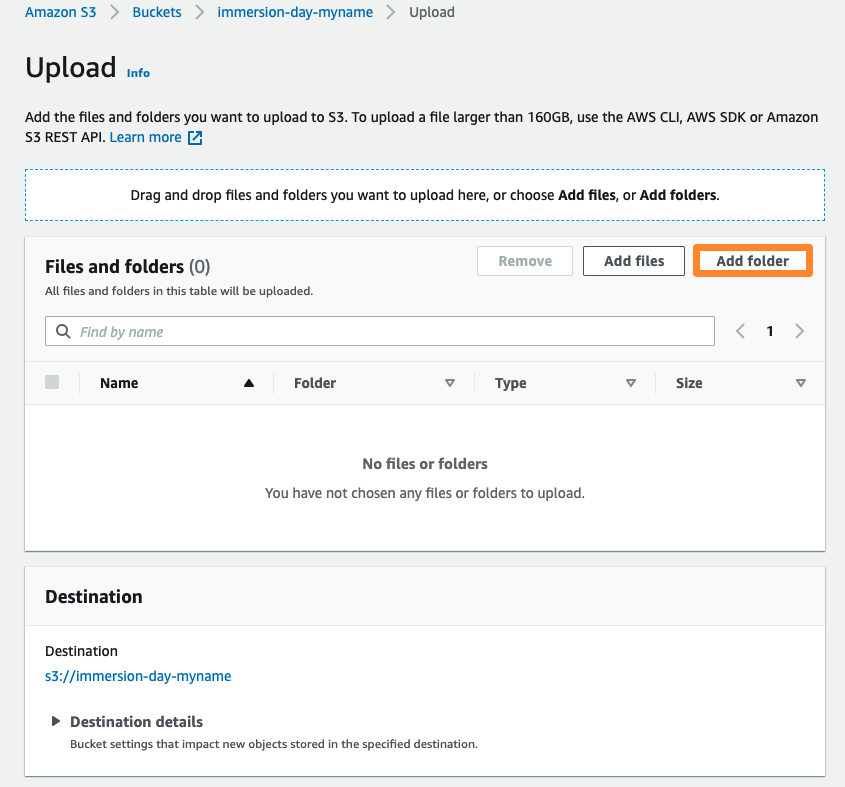 Amazon S3 > Buckets > immersion-day-myname > Upload
Upload Info
Add the files and folders you want to upload to S3. To upload a file larger than 160GB, use the AWS CLI, AWS SDK or Amazon
S3 REST API. Learn more
Drag and drop files and folders you want to upload here, or choose Add files, or Add folders.
Files and folders (0) Remove Add files Add folder
All files and folders in this table will be uploaded.
Find by name < 1 >
Name Folder Type Size
No files or folders
You have not chosen any files or folders to upload.
Destination
Destination
s3://immersion-day-myname
Destination details
Bucket settings that impact new objects stored in the specified destination.